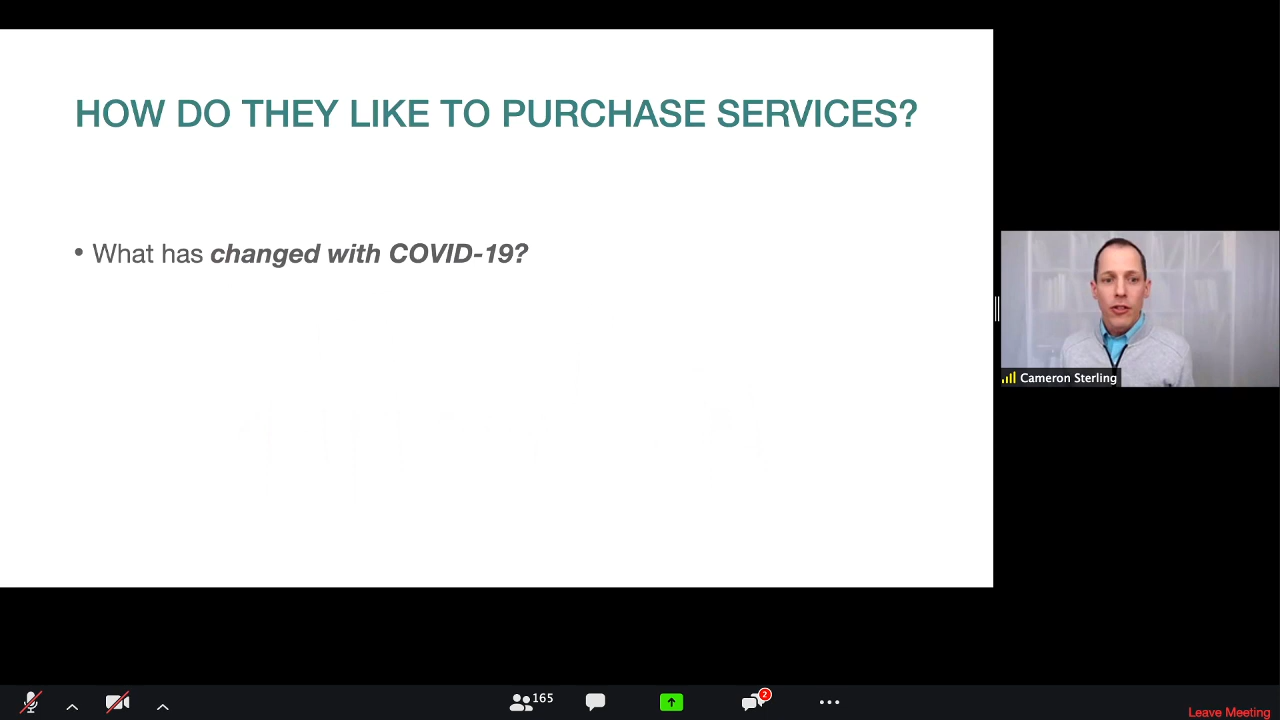 HOW DO THEY LIKE TO PURCHASE SERVICES?
• What has changed with COVID-19?
Cameron Sterling
165
2
Leave Meeting